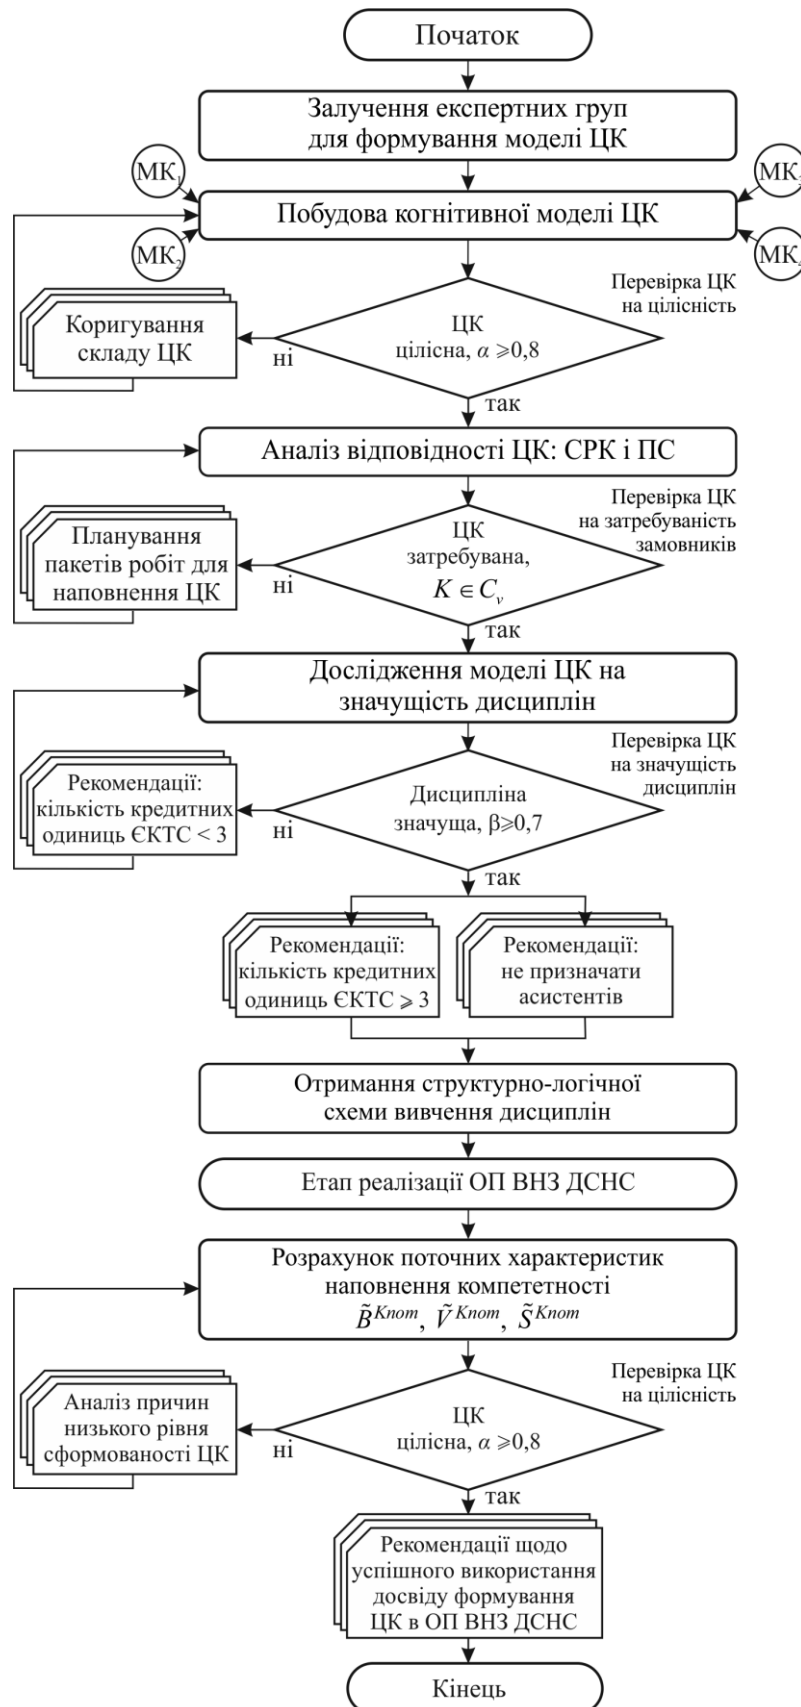 Початок
Залучення експертних груп
для формування моделі ЦК
МК₁
МК₃
Побудова когнітивної моделі ЦК
МК₂
МК₄
Перевірка ЦК
на цілісність
Коригування
складу ЦК
ні
ЦК
цілісна, α ⩾0,8
так
Аналіз відповідності ЦК: СРК і ПС
Перевірка ЦК
на затребуваність
замовників
Планування
пакетів робіт для
наповнення ЦК
ні
ЦК
затребувана,
K ∈ Cᵥ
так
Дослідження моделі ЦК на
значущість дисциплін
Перевірка ЦК
на значущість
дисциплін
Рекомендації:
кількість кредитних
одиниць ЄКТС < 3
ні
Дисципліна
значуща, β⩾0,7
так
Рекомендації:
кількість кредитних
одиниць ЄКТС ⩾ 3
Рекомендації:
не призначати
асистентів
Отримання структурно-логічної
схеми вивчення дисциплін
Етап реалізації ОП ВНЗ ДСНС
Розрахунок поточних характеристик
наповнення компететності
B̃ᴷⁿᵒᵐ, Ṽᴷⁿᵒᵐ, S̃ᴷⁿᵒᵐ
Перевірка ЦК
на цілісність
Аналіз причин
низького рівня
сформованості ЦК
ні
ЦК
цілісна, α ⩾0,8
так
Рекомендації щодо
успішного використання
досвіду формування
ЦК в ОП ВНЗ ДСНС
Кінець